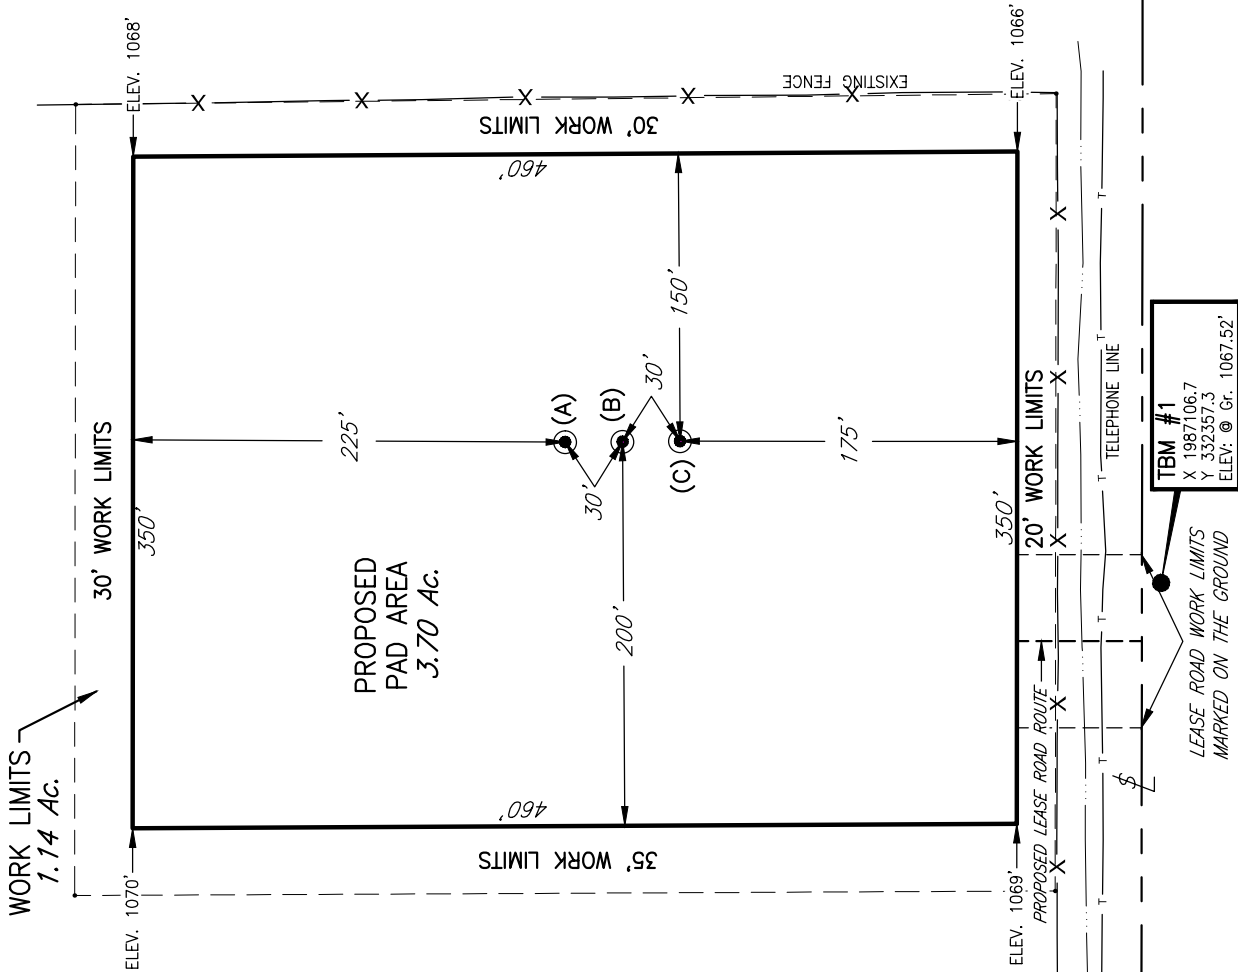 WORK LIMITS
1.14 Ac.
ELEV. 1070'
ELEV. 1068'
30' WORK LIMITS
350'
EXISTING FENCE
X
X
X
X
X
30' WORK LIMITS
460'
225'
PROPOSED
PAD AREA
3.70 Ac.
(A)
(B)
(C)
30'
30'
150'
200'
175'
460'
35' WORK LIMITS
350'
20' WORK LIMITS
ELEV. 1066'
ELEV. 1069'
PROPOSED LEASE ROAD ROUTE
X
X
X
X
X
T
T
T
T
T
T
TELEPHONE LINE
TBM #1
X 1987106.7
Y 332357.3
ELEV: @ Gr. 1067.52'
LEASE ROAD WORK LIMITS
MARKED ON THE GROUND